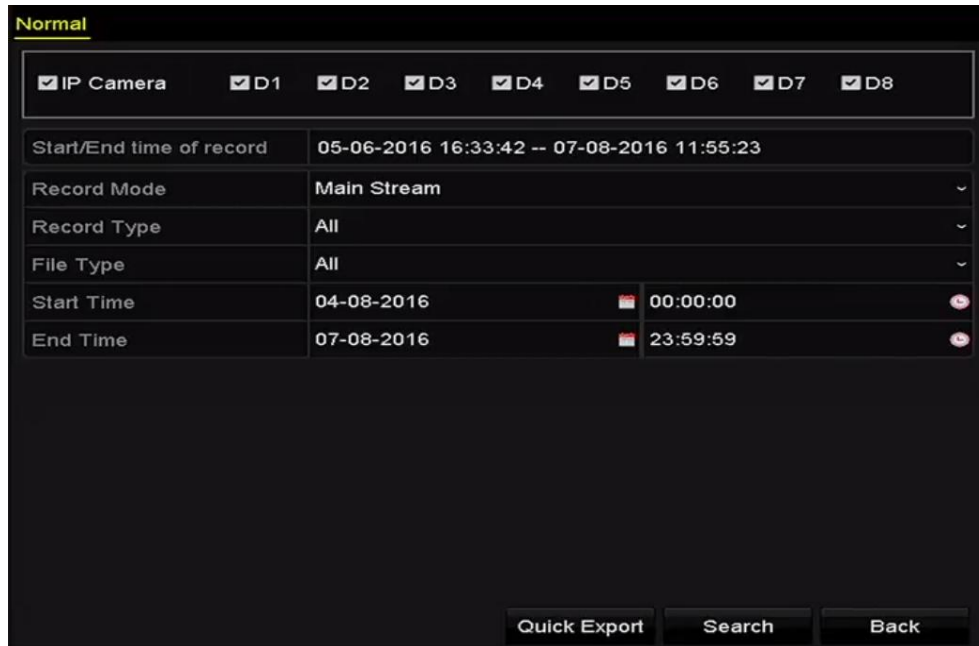 Normal
IP Camera D1 D2 D3 D4 D5 D6 D7 D8
Start/End time of record 05-06-2016 16:33:42 -- 07-08-2016 11:55:23
Record Mode Main Stream
Record Type All
File Type All
Start Time 04-08-2016 00:00:00
End Time 07-08-2016 23:59:59
Quick Export Search Back